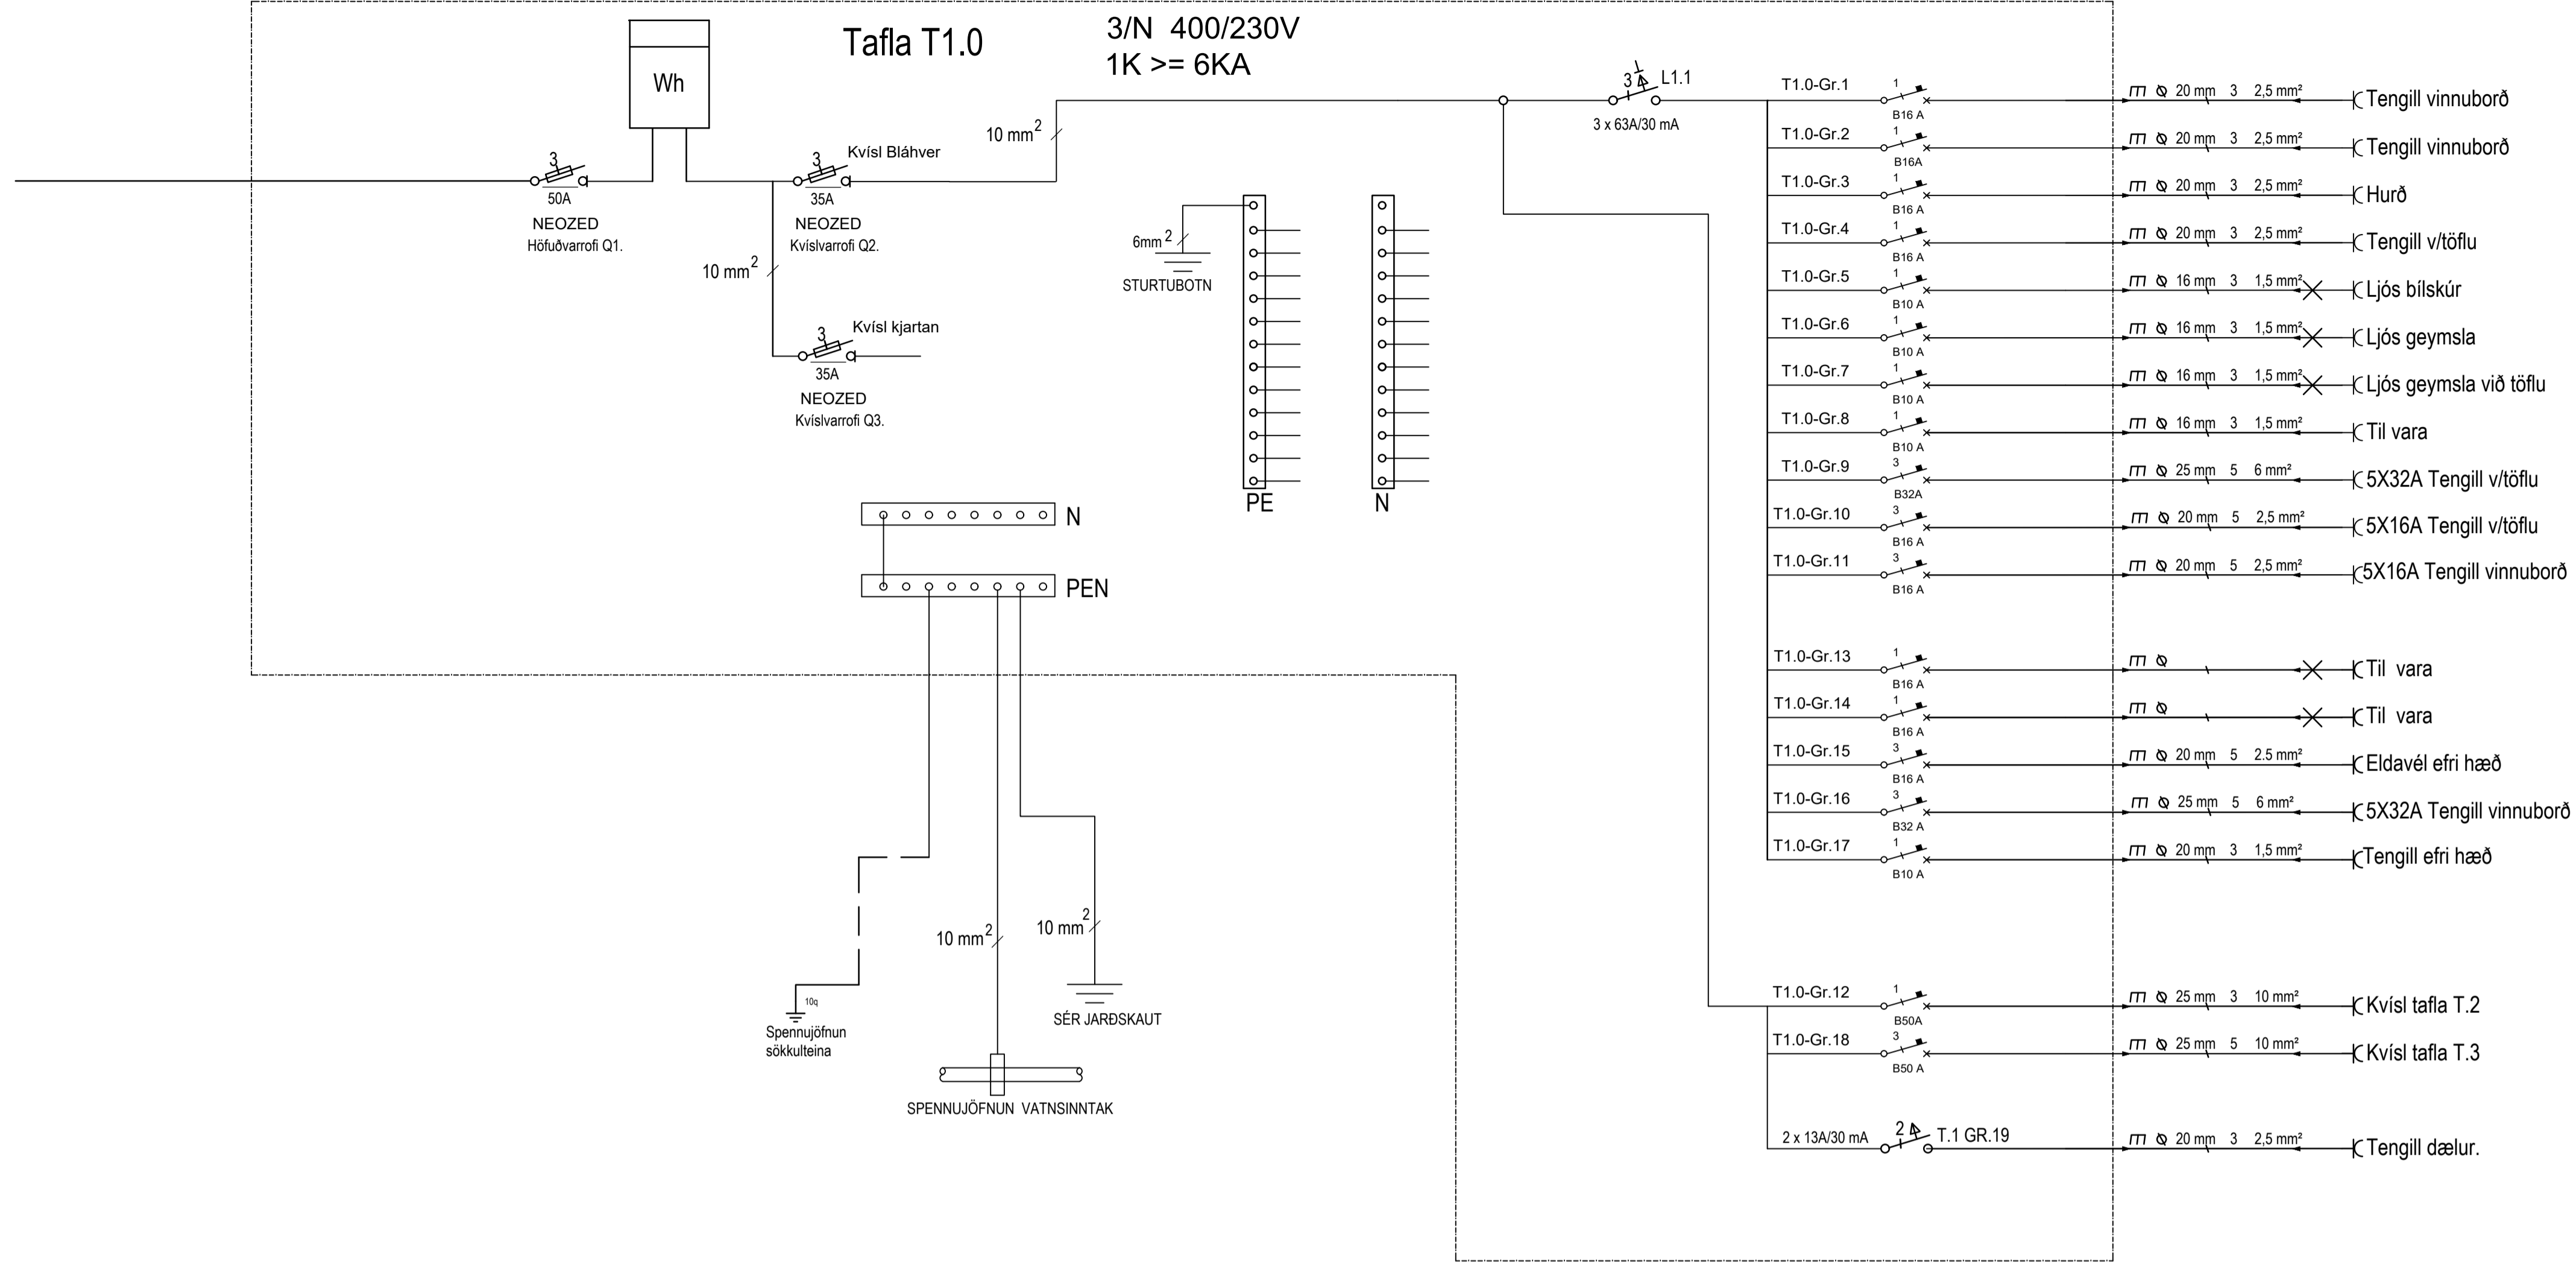 Tafla T1.0
3/N 400/230V
1K >= 6KA
Wh
3
50A
NEOZED
Höfuðvarrofi Q1.
3
Kvísl Bláhver
35A
NEOZED
Kvíslvarrofi Q2.
10 mm²
10 mm²
3
Kvísl kjartan
35A
NEOZED
Kvíslvarrofi Q3.
6mm²
STURTUBOTN
PE
N
N
PEN
10q
Spennujöfnun
sökkulteina
10 mm²
SPENNUJÖFNUN VATNSINNTAK
10 mm²
SÉR JARÐSKAUT
3
L1.1
3 x 63A/30 mA
T1.0-Gr.1 1 B16 A 20 mm 3 2,5 mm² Tengill vinnuborð
T1.0-Gr.2 1 B16A 20 mm 3 2,5 mm² Tengill vinnuborð
T1.0-Gr.3 1 B16 A 20 mm 3 2,5 mm² Hurð
T1.0-Gr.4 1 B16 A 20 mm 3 2,5 mm² Tengill v/töflu
T1.0-Gr.5 1 B10 A 16 mm 3 1,5 mm² Ljós bílskúr
T1.0-Gr.6 1 B10 A 16 mm 3 1,5 mm² Ljós geymsla
T1.0-Gr.7 1 B10 A 16 mm 3 1,5 mm² Ljós geymsla við töflu
T1.0-Gr.8 1 B10 A 16 mm 3 1,5 mm² Til vara
T1.0-Gr.9 3 B32A 25 mm 5 6 mm² 5X32A Tengill v/töflu
T1.0-Gr.10 3 B16 A 20 mm 5 2,5 mm² 5X16A Tengill v/töflu
T1.0-Gr.11 3 B16 A 20 mm 5 2,5 mm² 5X16A Tengill vinnuborð
T1.0-Gr.13 1 B16 A Til vara
T1.0-Gr.14 1 B16 A Til vara
T1.0-Gr.15 3 B16 A 20 mm 5 2.5 mm² Eldavél efri hæð
T1.0-Gr.16 3 B32 A 25 mm 5 6 mm² 5X32A Tengill vinnuborð
T1.0-Gr.17 1 B10 A 20 mm 3 1,5 mm² Tengill efri hæð
T1.0-Gr.12 1 B50A 25 mm 3 10 mm² Kvísl tafla T.2
T1.0-Gr.18 3 B50 A 25 mm 5 10 mm² Kvísl tafla T.3
2 x 13A/30 mA 2 T.1 GR.19 20 mm 3 2,5 mm² Tengill dælur.